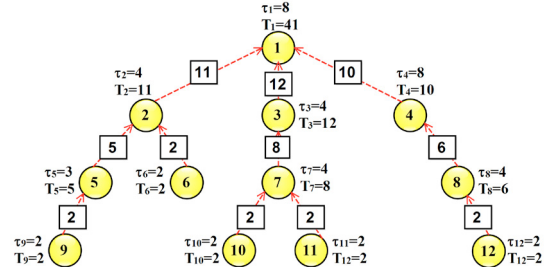 τ1=8
T1=41
1
11
12
10
τ2=4
T2=11
2
τ3=4
T3=12
3
τ4=8
T4=10
4
5
2
8
6
τ5=3
T5=5
5
τ6=2
T6=2
6
τ7=4
T7=8
7
τ8=4
T8=6
8
2
2
2
2
τ9=2
T9=2
9
τ10=2
T10=2
10
11
τ11=2
T12=2
12
τ12=2
T12=2